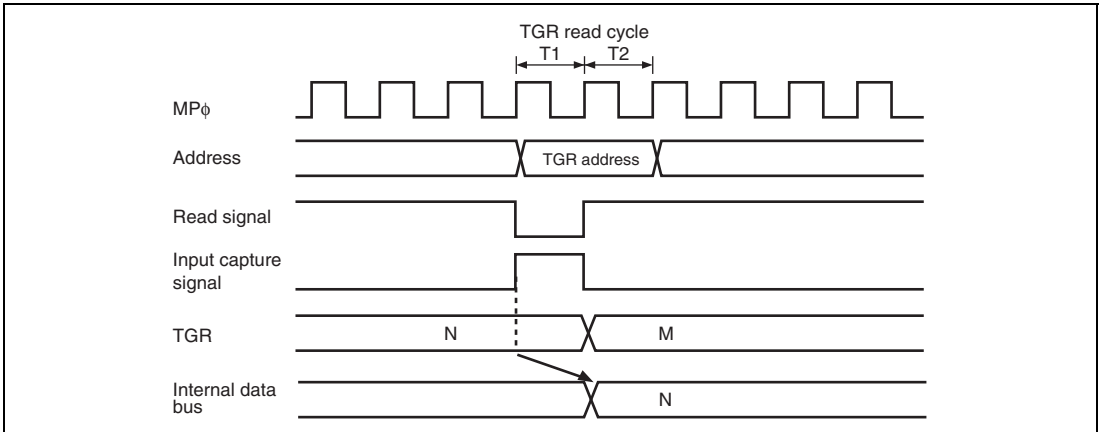 TGR read cycle
T1 T2
MPϕ
Address TGR address
Read signal
Input capture
signal
TGR N M
Internal data
bus N